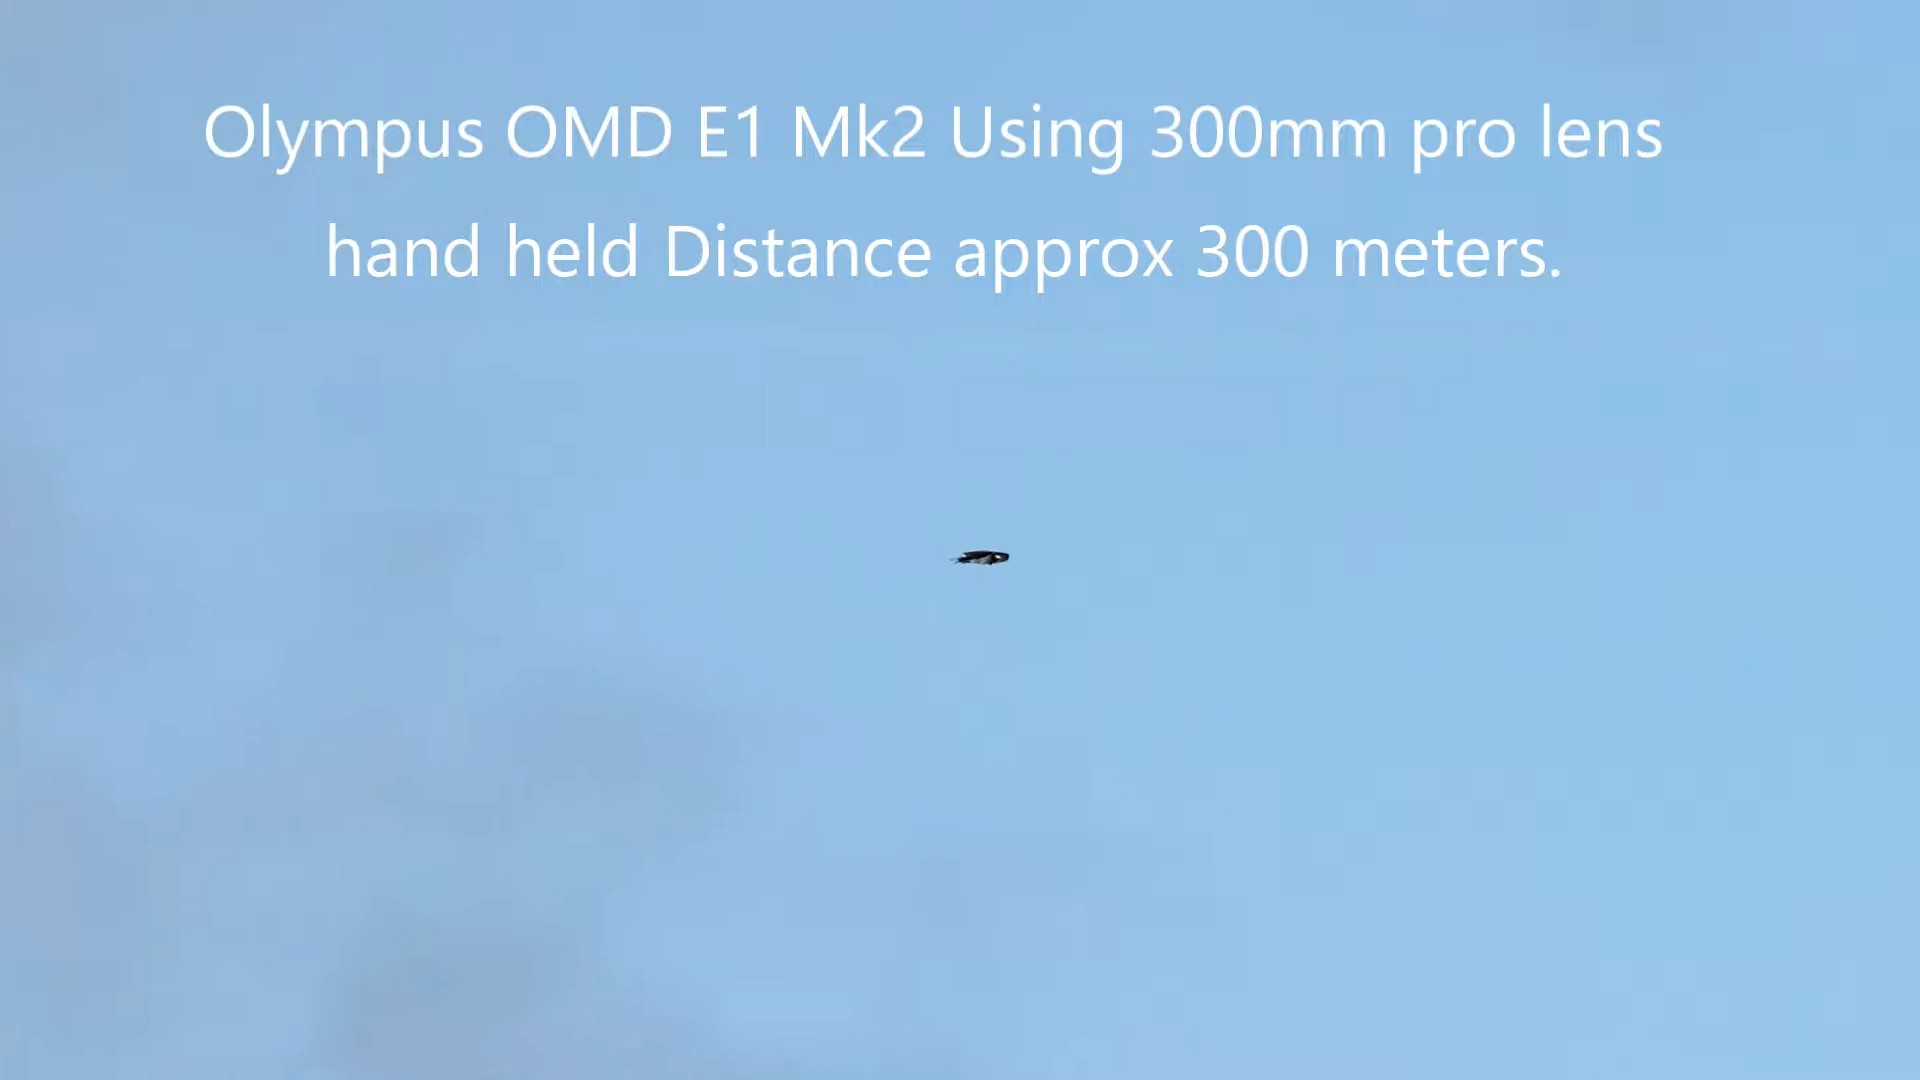 Olympus OMD E1 Mk2 Using 300mm pro lens
hand held Distance approx 300 meters.